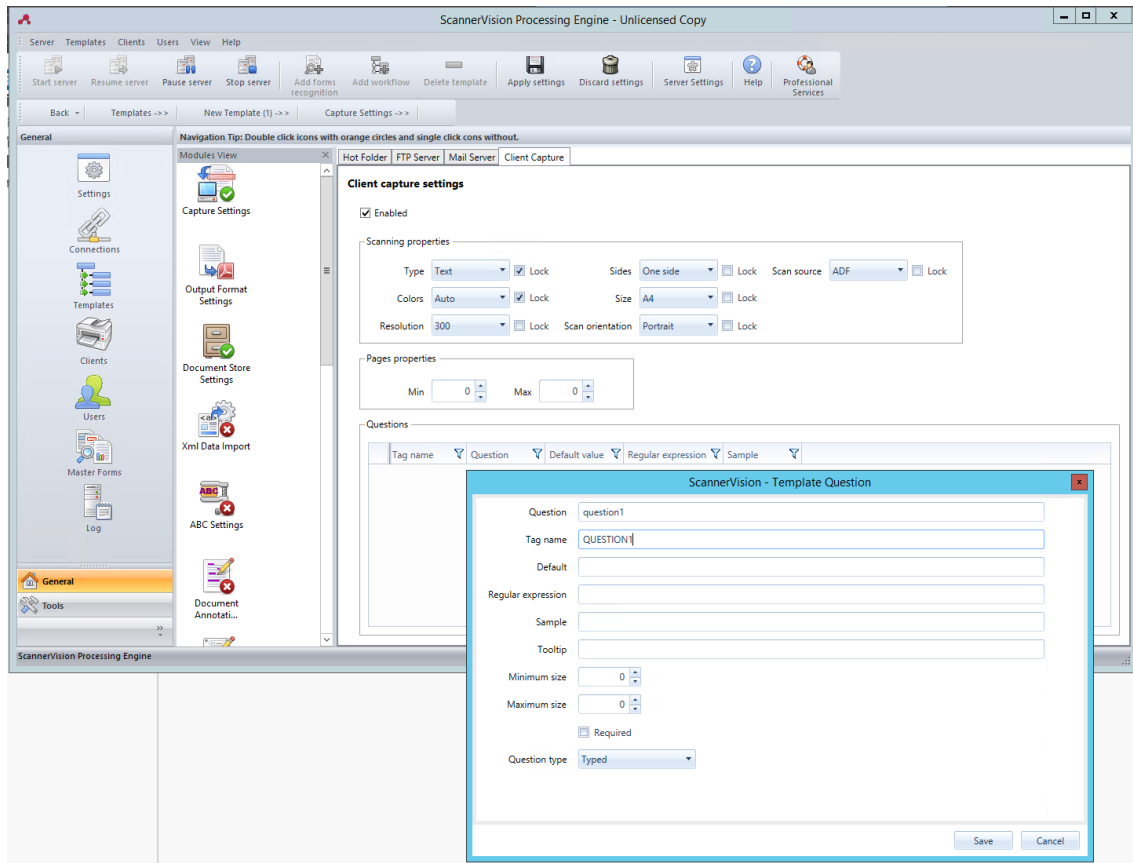 ScannerVision Processing Engine - Unlicensed Copy
Server Templates Clients Users View Help
Start server Resume server Pause server Stop server Add forms recognition Add workflow Delete template Apply settings Discard settings Server Settings Help Professional Services
Back Templates ->> New Template (1) ->> Capture Settings ->>
General
Navigation Tip: Double click icons with orange circles and single click cons without.
Settings
Connections
Templates
Clients
Users
Master Forms
Log
General
Tools
Modules View
Capture Settings
Output Format
Settings
Document Store
Settings
Xml Data Import
ABC
ABC Settings
Document
Annotati...
Hot Folder FTP Server Mail Server Client Capture
Client capture settings
Enabled
Scanning properties
Type Text Lock Sides One side Lock Scan source ADF Lock
Colors Auto Lock Size A4 Lock
Resolution 300 Lock Scan orientation Portrait Lock
Pages properties
Min 0 Max 0
Questions
Tag name Question Default value Regular expression Sample
ScannerVision - Template Question
Question question1
Tag name QUESTION1
Default
Regular expression
Sample
Tooltip
Minimum size 0
Maximum size 0
Required
Question type Typed
Save Cancel
ScannerVision Processing Engine